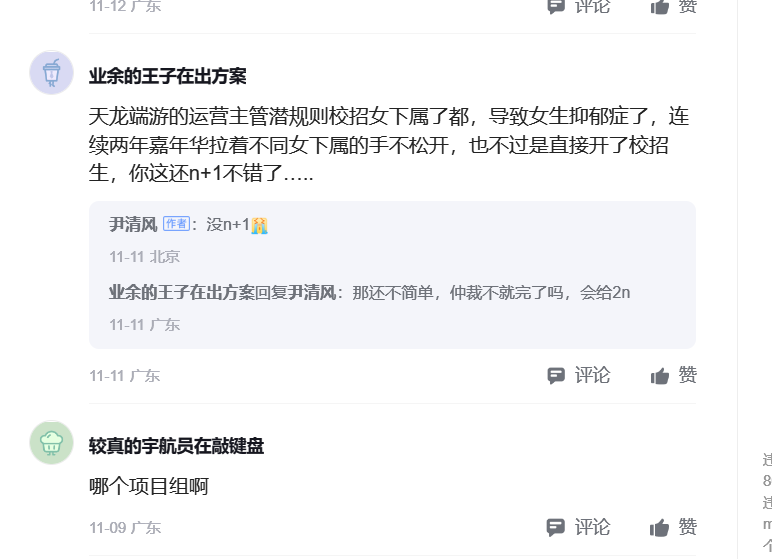 11-12 广东
评论 赞
业余的王子在出方案
天龙端游的运营主管潜规则校招女下属了都，导致女生抑郁症了，连
续两年嘉年华拉着不同女下属的手不松开，也不过是直接开了校招
生，你这还n+1不错了.....
尹清风 作者：没n+1😭
11-11 北京
业余的王子在出方案回复尹清风：那还不简单，仲裁不就完了吗，会给2n
11-11 广东
11-11 广东
评论 赞
较真的宇航员在敲键盘
哪个项目组啊
11-09 广东
评论 赞